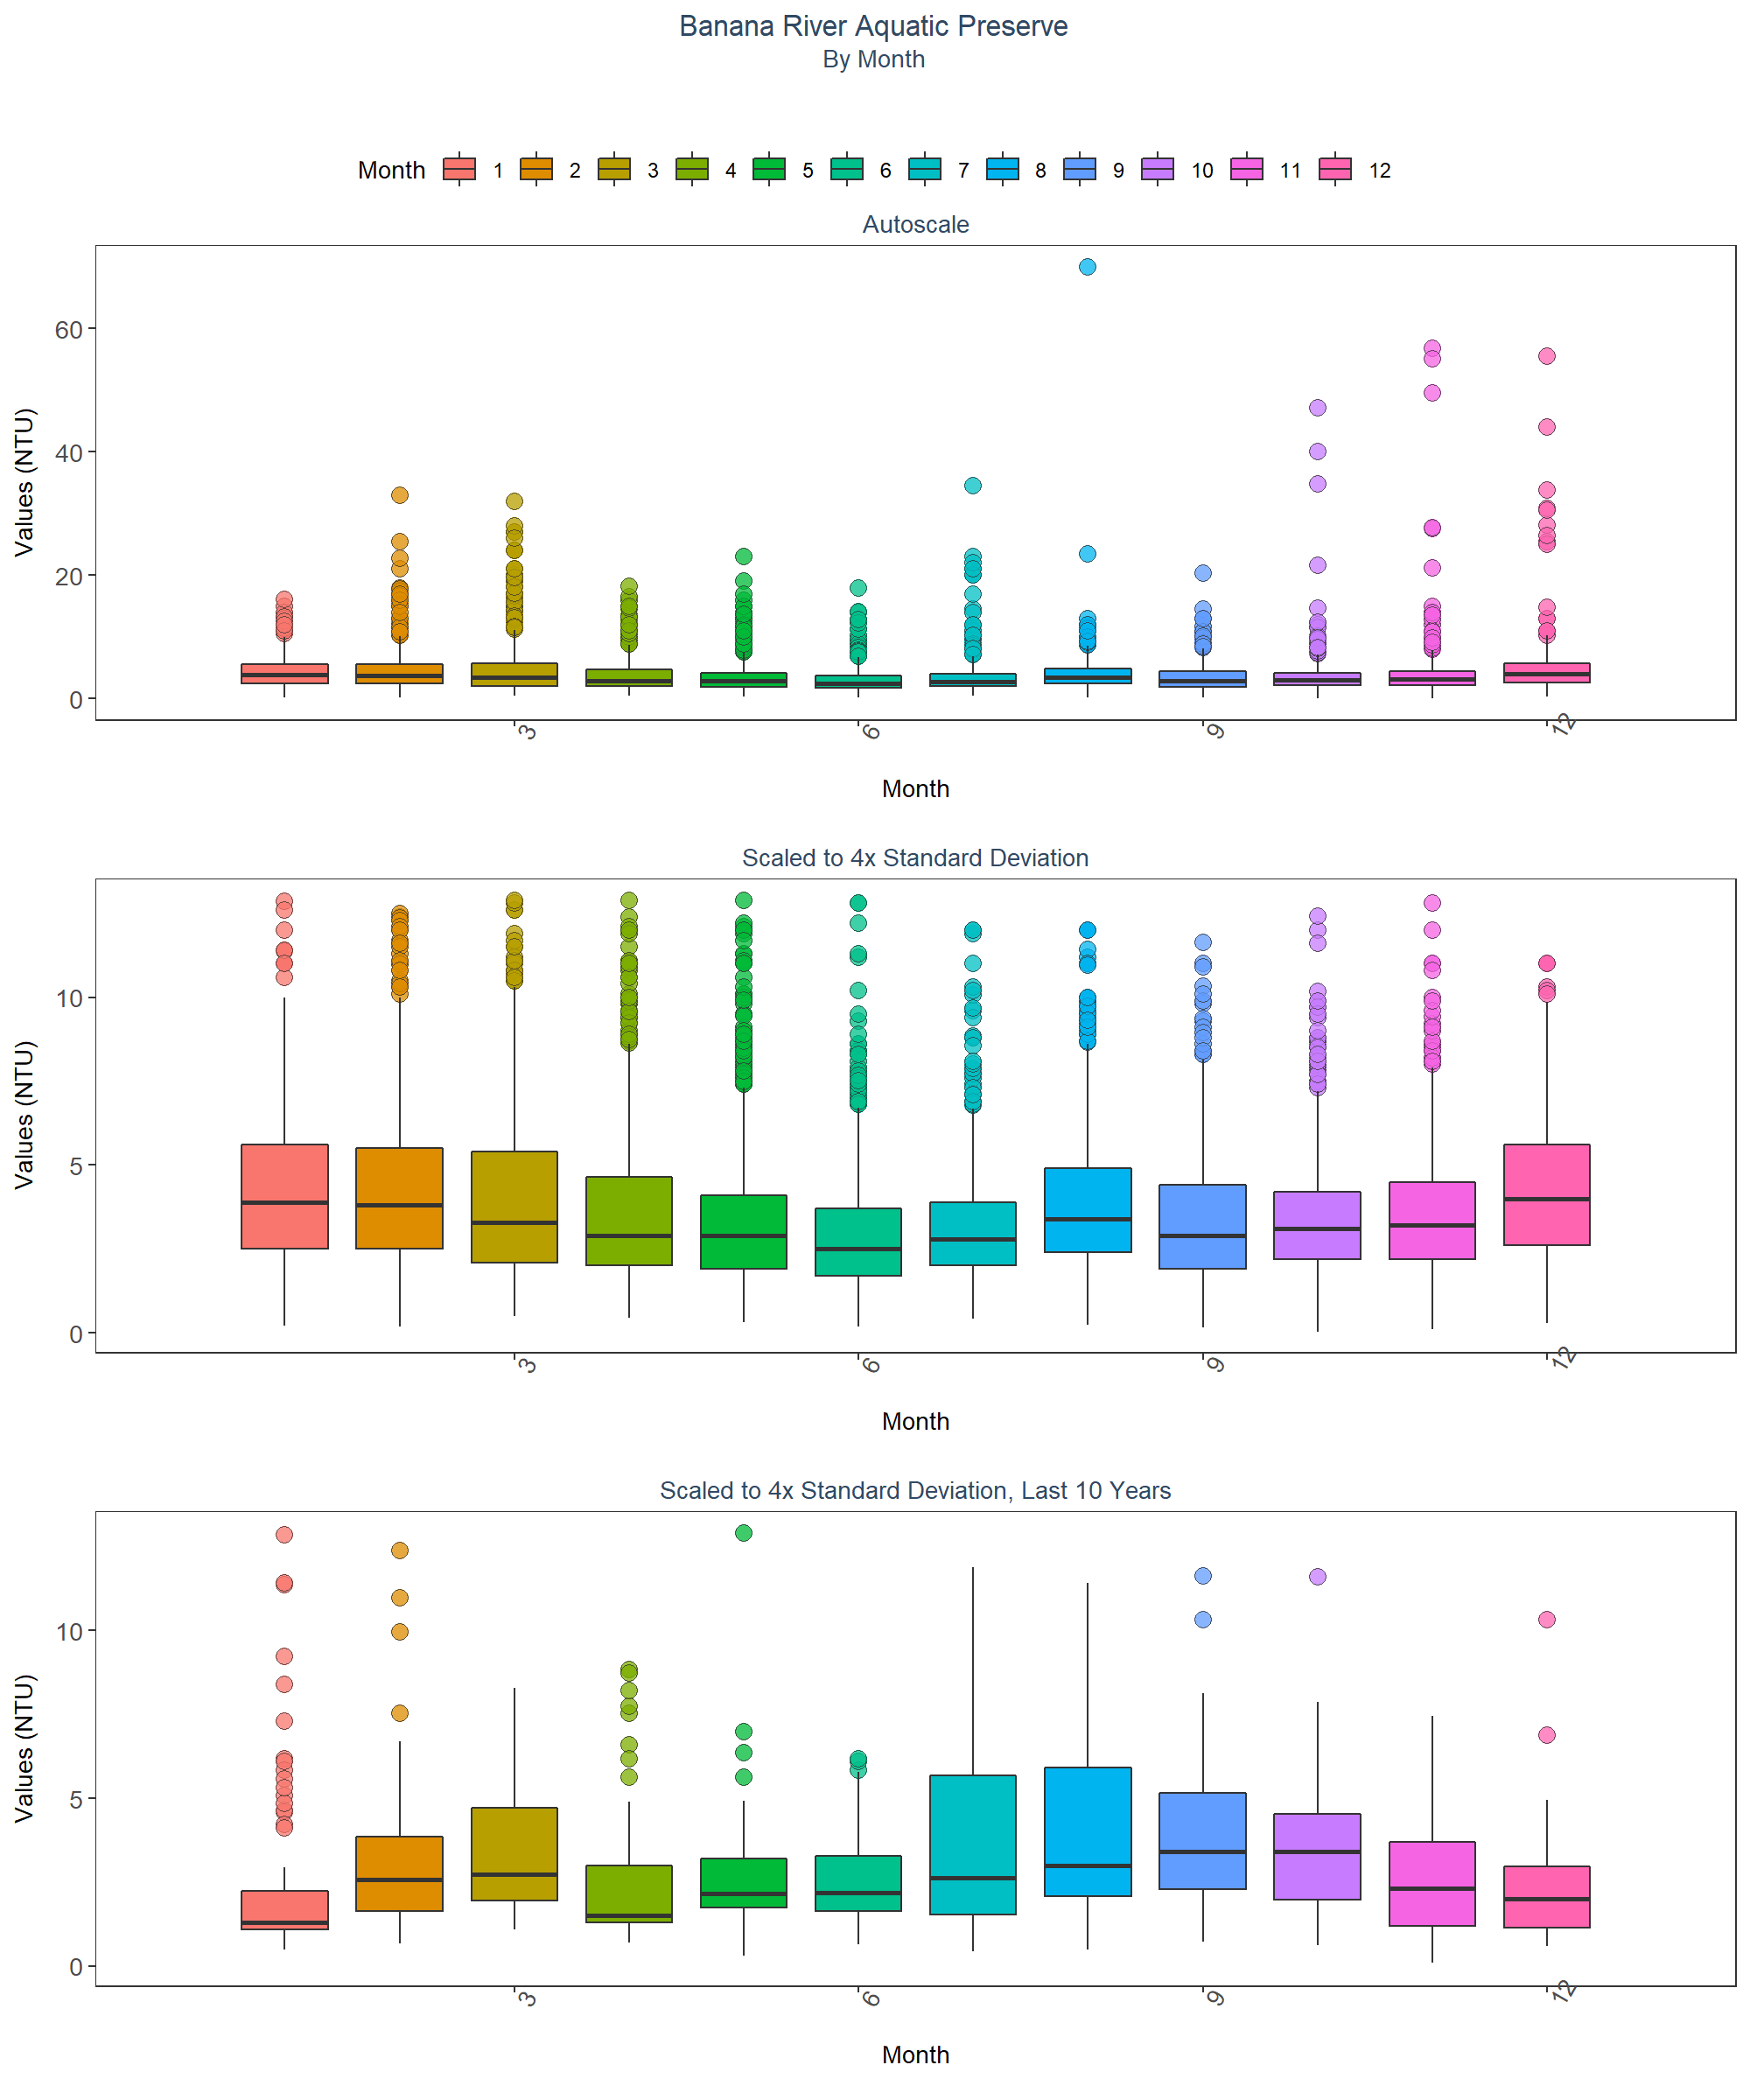 Banana River Aquatic Preserve
By Month
Month 1 2 3 4 5 6 7 8 9 10 11 12
Autoscale
Values (NTU)
60
40
20
0
3 6 9 12
Month
Scaled to 4x Standard Deviation
Values (NTU)
10
5
0
3 6 9 12
Month
Scaled to 4x Standard Deviation, Last 10 Years
Values (NTU)
10
5
0
3 6 9 12
Month